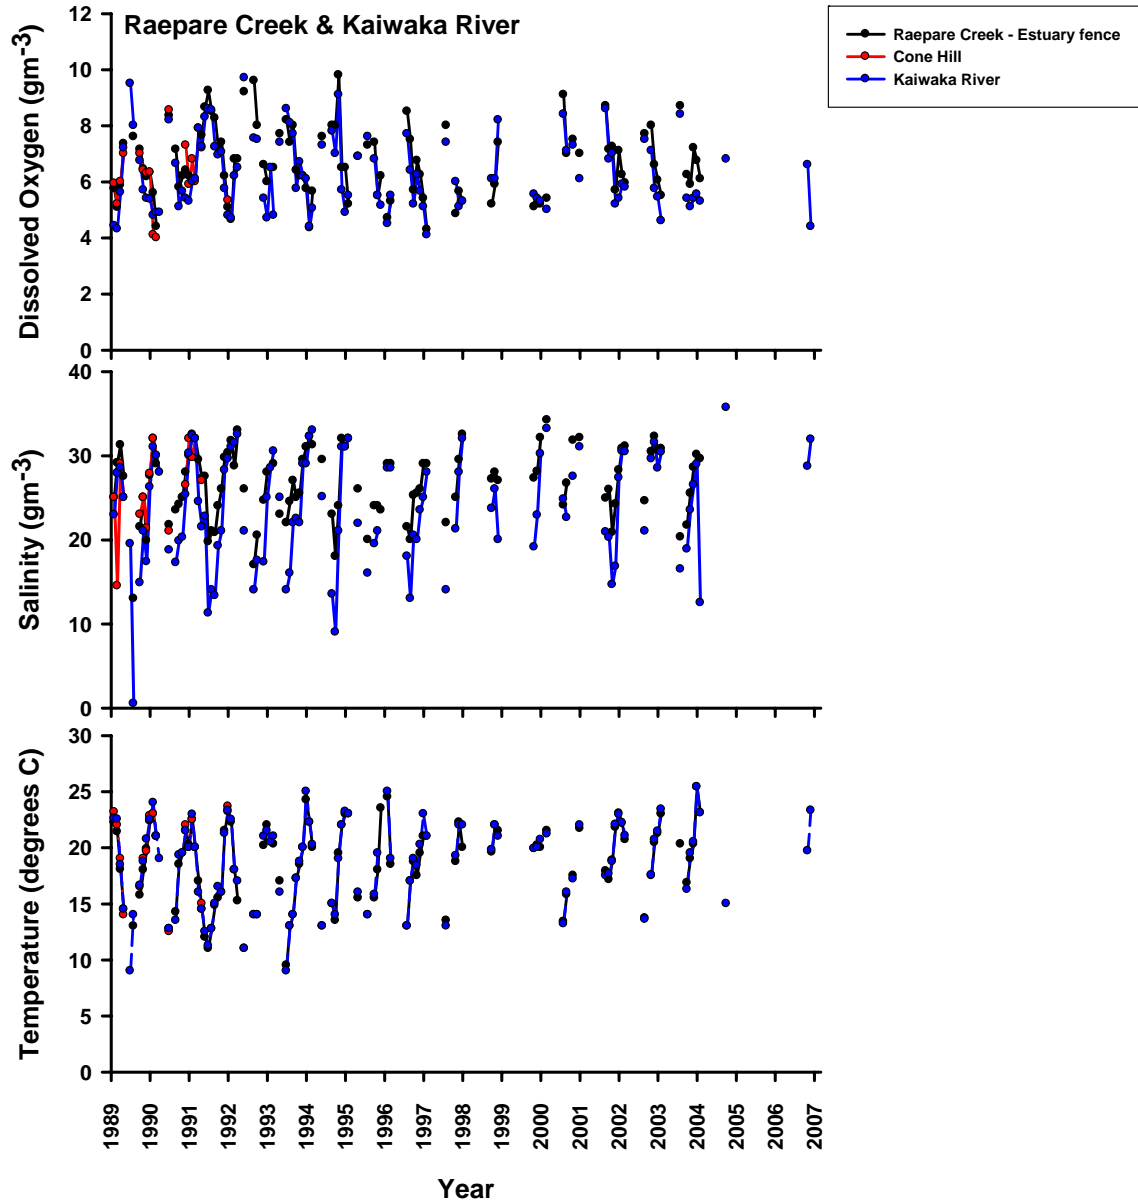 Raepare Creek & Kaiwaka River
Raepare Creek - Estuary fence
Cone Hill
Kaiwaka River
Dissolved Oxygen (gm-3)
12
10
8
6
4
2
0
Salinity (gm-3)
40
30
20
10
0
Temperature (degrees C)
30
25
20
15
10
5
0
1989 1990 1991 1992 1993 1994 1995 1996 1997 1998 1999 2000 2001 2002 2003 2004 2005 2006 2007
Year